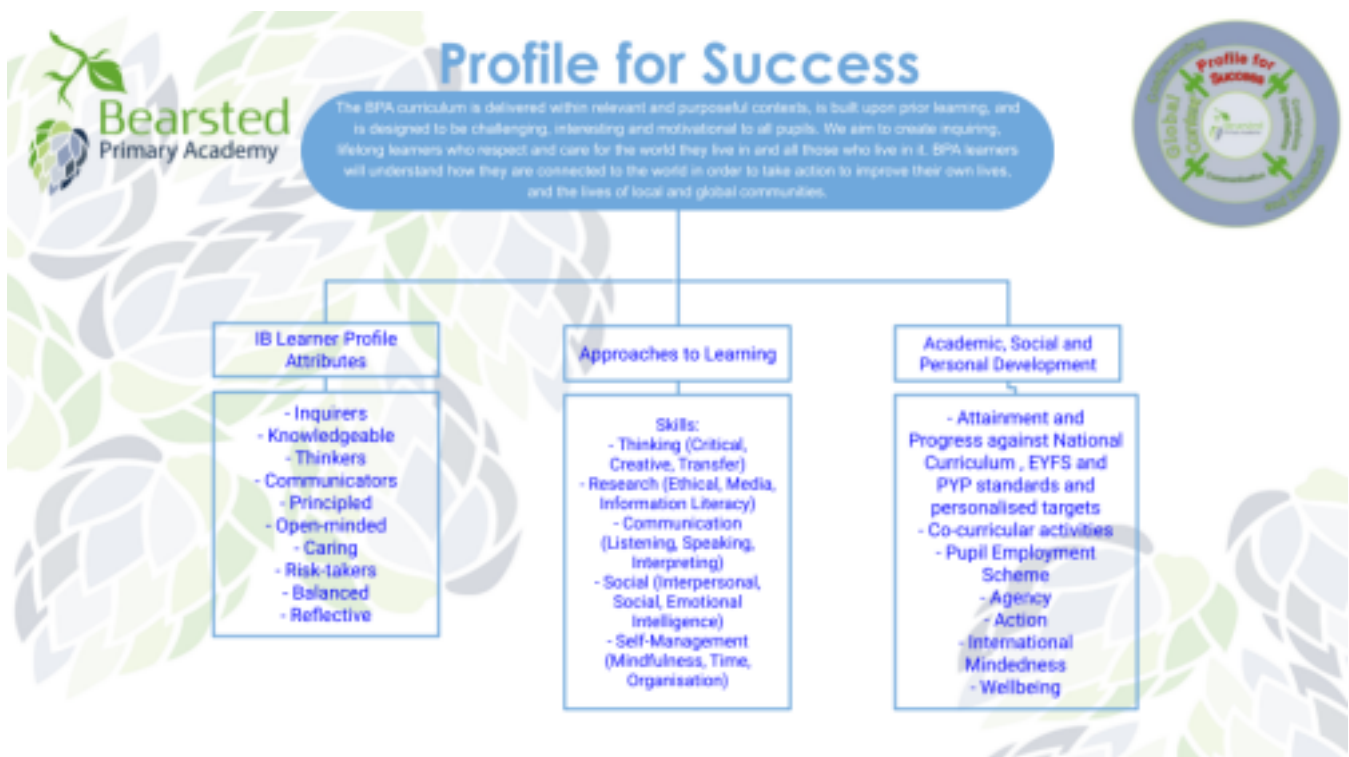 Profile for Success
Bearsted
Primary Academy
The BPA curriculum is delivered within relevant and purposeful contexts, is built upon prior learning, and
is designed to be challenging, interesting and motivational to all pupils. We aim to create inquiring,
lifelong learners who respect and care for the world they live in and all those who live in it. BPA learners
will understand how they are connected to the world in order to take action to improve their own lives,
and the lives of local and global communities.
Profile for
Success
Global
IB Learner Profile
Attributes
- Inquirers
- Knowledgeable
- Thinkers
- Communicators
- Principled
- Open-minded
- Caring
- Risk-takers
- Balanced
- Reflective
Approaches to Learning
Skills:
- Thinking (Critical,
Creative, Transfer)
- Research (Ethical, Media,
Information Literacy)
- Communication
(Listening, Speaking,
Interpreting)
- Social (Interpersonal,
Social, Emotional
Intelligence)
- Self-Management
(Mindfulness, Time,
Organisation)
Academic, Social and
Personal Development
- Attainment and
Progress against National
Curriculum , EYFS and
PYP standards and
personalised targets
- Co-curricular activities
- Pupil Employment
Scheme
- Agency
- Action
- International
Mindedness
- Wellbeing